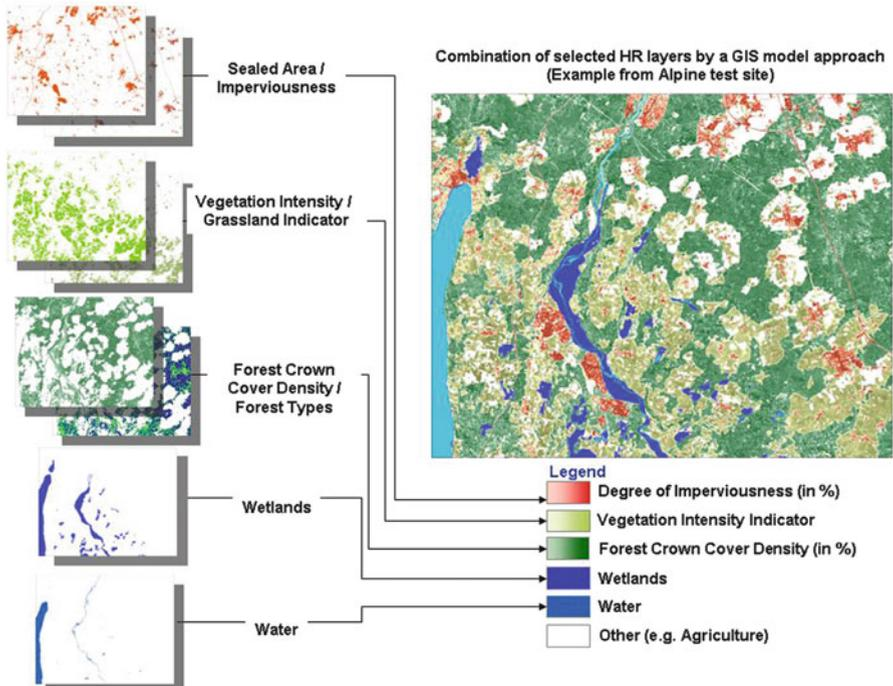 Sealed Area /
Imperviousness
Vegetation Intensity /
Grassland Indicator
Forest Crown
Cover Density /
Forest Types
Wetlands
Water
Combination of selected HR layers by a GIS model approach
(Example from Alpine test site)
Legend
Degree of Imperviousness (in %)
Vegetation Intensity Indicator
Forest Crown Cover Density (in %)
Wetlands
Water
Other (e.g. Agriculture)